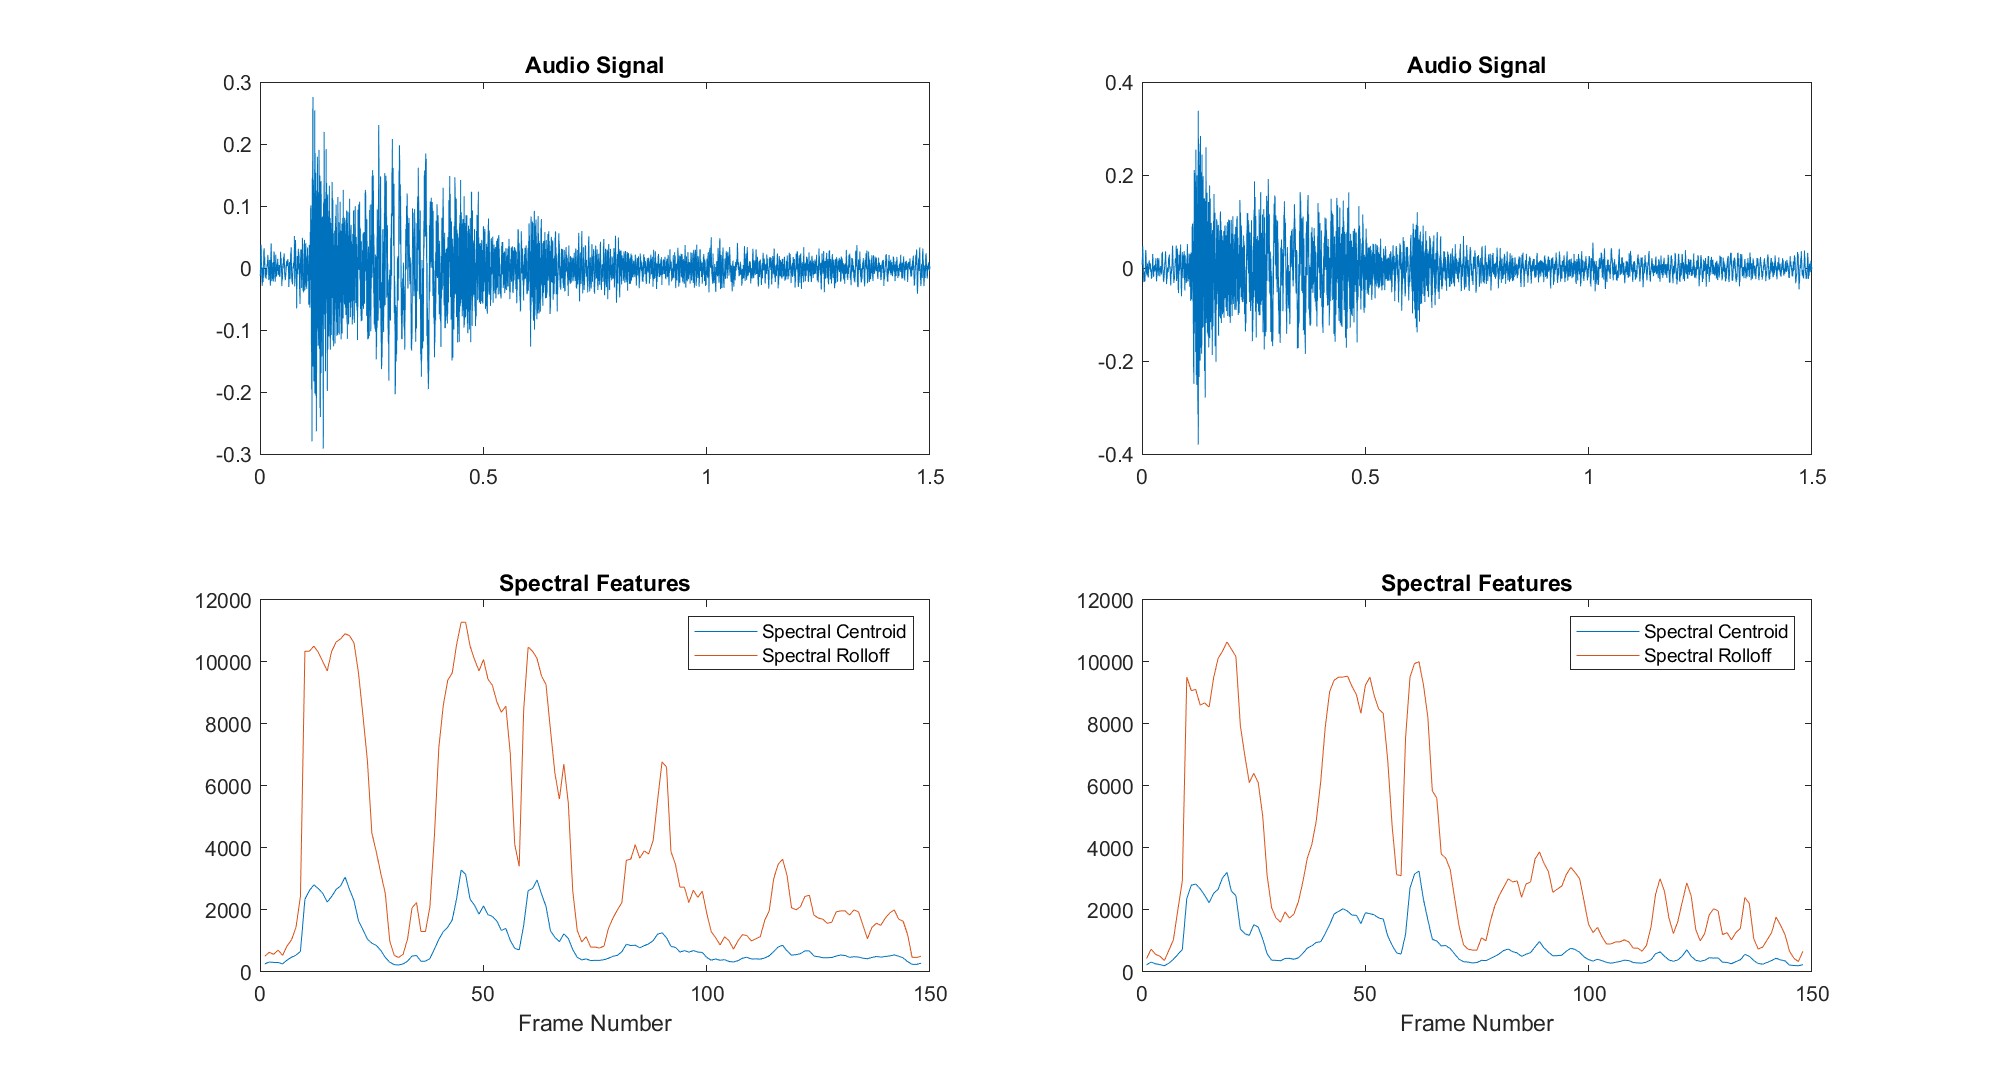 Audio Signal
0.3
0.2
0.1
0
-0.1
-0.2
-0.3
0 0.5 1 1.5
Audio Signal
0.4
0.2
0
-0.2
-0.4
0 0.5 1 1.5
Spectral Features
12000
10000
8000
6000
4000
2000
0
Spectral Centroid
Spectral Rolloff
0 50 100 150
Frame Number
Spectral Features
12000
10000
8000
6000
4000
2000
0
Spectral Centroid
Spectral Rolloff
0 50 100 150
Frame Number